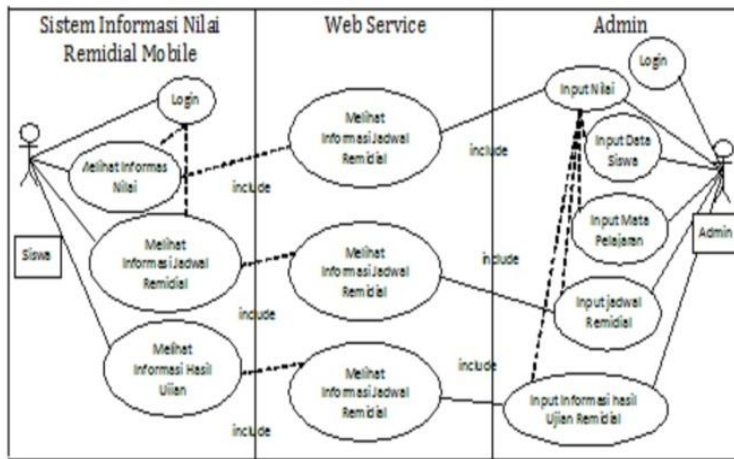 Sistem Informasi Nilai
Remidial Mobile
Web Service
Admin
Login
Melihat Informas
Nilai
Siswa
Melihat
Informasi Jadwal
Remidial
Melihat
Informasi Hasil
Ujian
include
include
include
Melihat
Informasi Jadwal
Remidial
Melihat
Informasi Jadwal
Remidial
Melihat
Informasi Jadwal
Remidial
include
include
include
Login
Input Nilai
Input Data
Siswa
Input Mata
Pelajaran
Admin
Input jadwal
Remidial
Input Informasi hasil
Ujian Remidial